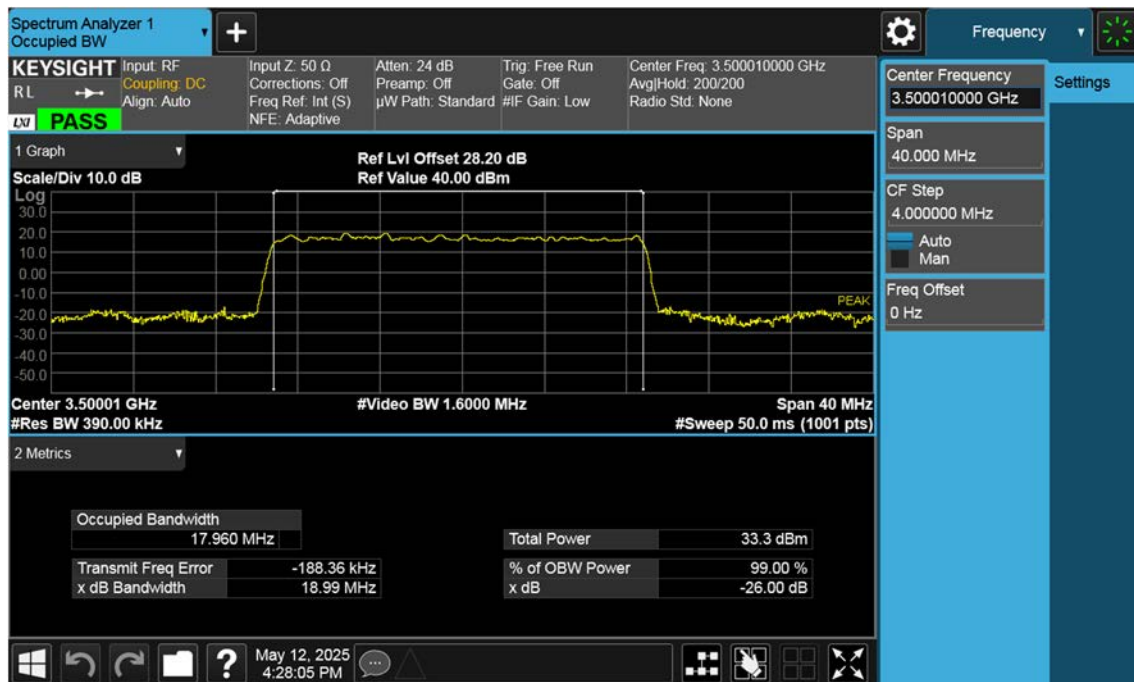 Spectrum Analyzer 1
Occupied BW
+
Frequency
KEYSIGHT
RL
LXI
PASS
Input: RF
Coupling: DC
Align: Auto
Input Z: 50 Ω
Corrections: Off
Freq Ref: Int (S)
NFE: Adaptive
Atten: 24 dB
Preamp: Off
µW Path: Standard
Trig: Free Run
Gate: Off
#IF Gain: Low
Center Freq: 3.500010000 GHz
Avg|Hold: 200/200
Radio Std: None
Center Frequency
3.500010000 GHz
Settings
Span
40.000 MHz
CF Step
4.000000 MHz
Auto
Man
Freq Offset
0 Hz
1 Graph
Scale/Div 10.0 dB
Ref Lvl Offset 28.20 dB
Ref Value 40.00 dBm
Log
30.0
20.0
10.0
0.00
-10.0
-20.0
-30.0
-40.0
-50.0
PEAK
Center 3.50001 GHz
#Video BW 1.6000 MHz
Span 40 MHz
#Res BW 390.00 kHz
#Sweep 50.0 ms (1001 pts)
2 Metrics
Occupied Bandwidth
17.960 MHz
Total Power 33.3 dBm
Transmit Freq Error -188.36 kHz
% of OBW Power 99.00 %
x dB Bandwidth 18.99 MHz
x dB -26.00 dB
?
May 12, 2025
4:28:05 PM